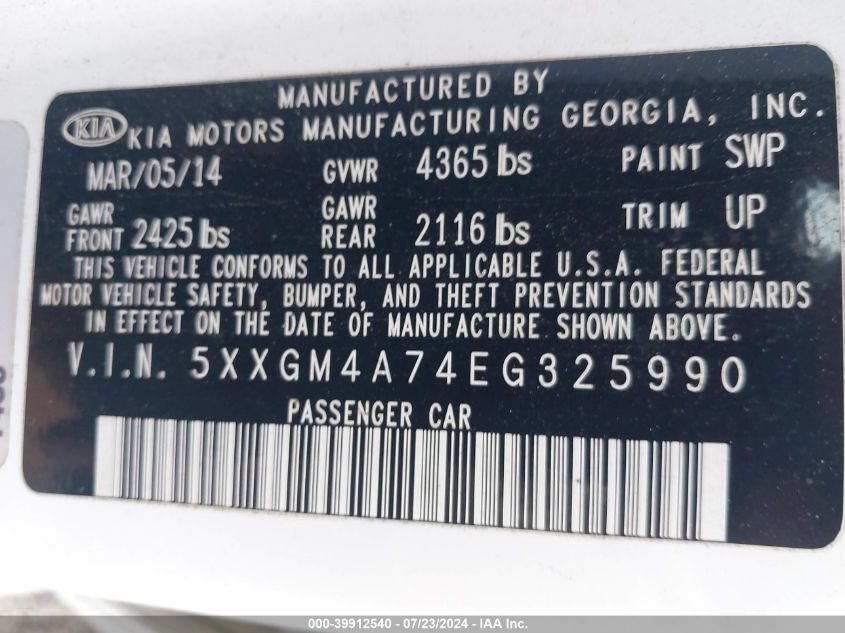 MANUFACTURED BY
KIA KIA MOTORS MANUFACTURING GEORGIA, INC.
MAR/05/14 GVWR 4365 lbs PAINT SWP
GAWR FRONT 2425 lbs GAWR REAR 2116 lbs TRIM UP
THIS VEHICLE CONFORMS TO ALL APPLICABLE U.S.A. FEDERAL
MOTOR VEHICLE SAFETY, BUMPER, AND THEFT PREVENTION STANDARDS
IN EFFECT ON THE DATE OF MANUFACTURE SHOWN ABOVE.
V.I.N. 5XXGM4A74EG325990
PASSENGER CAR
000-39912540 - 07/23/2024 - IAA Inc.